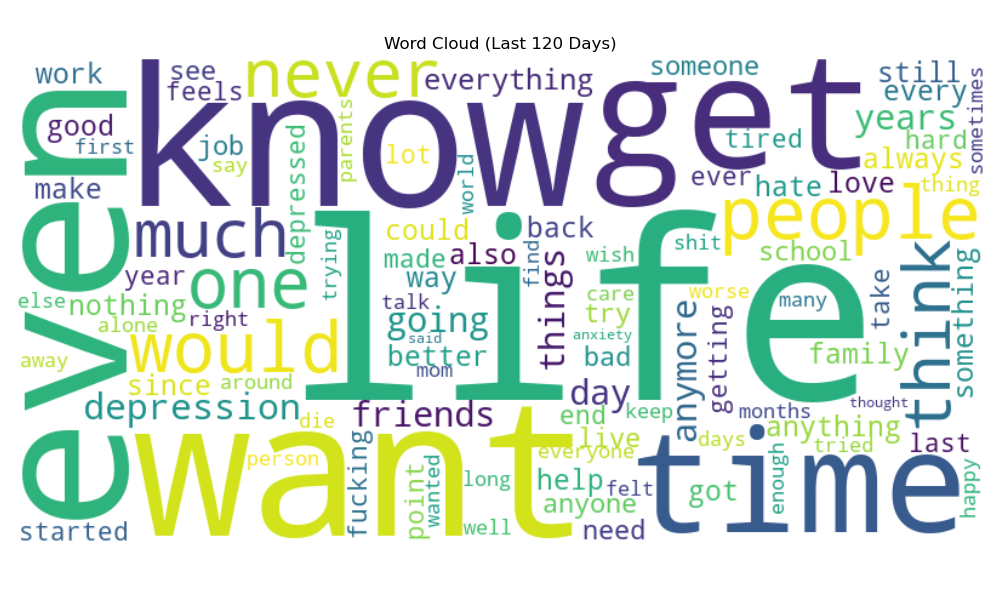 Word Cloud (Last 120 Days)
work
see
feels
never
everything
someone
still
every
sometimes
good
first
job
say
know
get
parents
lot
world
tired
years
hard
always
thing
make
even
depressed
ever
hate
love
people
much
could
also
back
shit
school
year
one
trying
made
way
find
things
wish
life
think
something
else
nothing
talk
care
worse
many
take
alone
right
going
said
try
anxiety
away
would
better
mom
bad
anymore
getting
family
since
around
depression
friends
day
end
keep
months
thought
die
want
live
everyone
days
anything
tried
last
person
fucking
point
wanted
long
help
felt
got
time
enough
happy
anyone
started
well
need